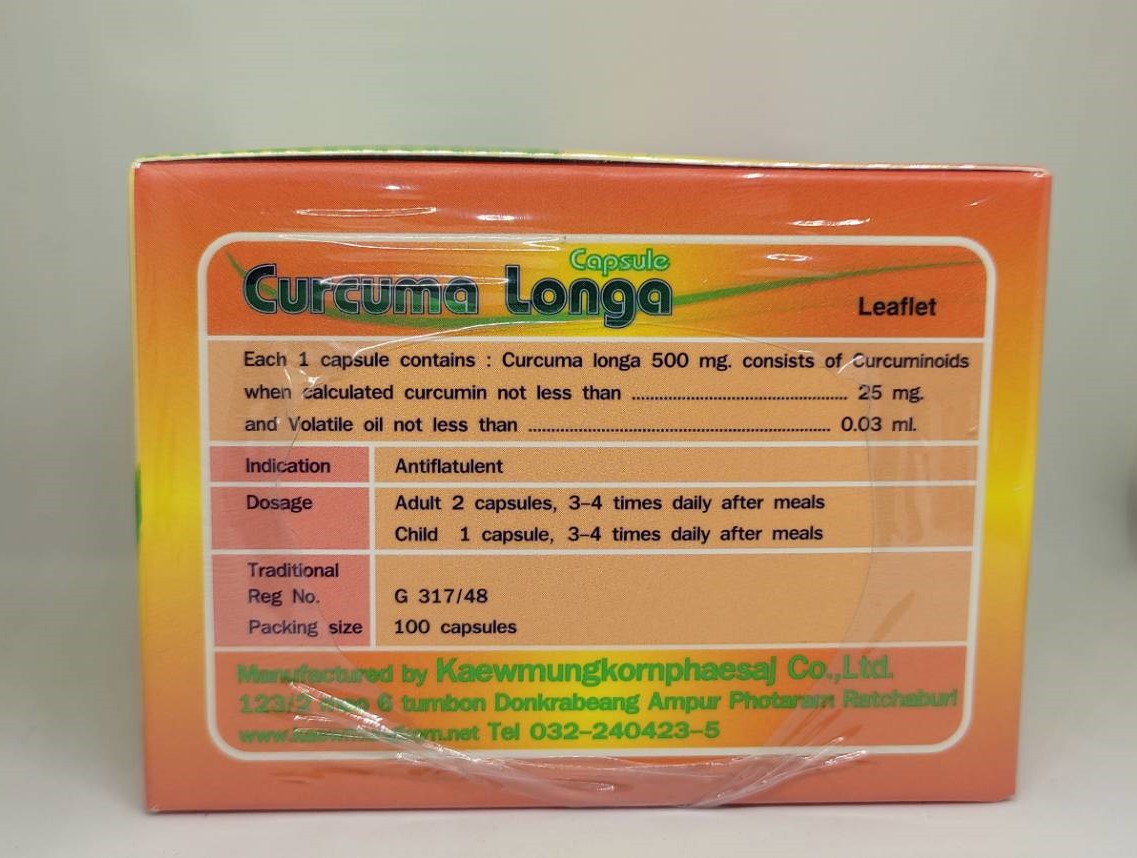 Capsule
Curcuma Longa
Leaflet
Each 1 capsule contains : Curcuma longa 500 mg. consists of Curcuminoids
when calculated curcumin not less than ........................................................ 25 mg.
and Volatile oil not less than ............................................................................... 0.03 ml.
Indication Antiflatulent
Dosage Adult 2 capsules, 3-4 times daily after meals
Child 1 capsule, 3-4 times daily after meals
Traditional
Reg No. G 317/48
Packing size 100 capsules
Manufactured by Kaewmungkornphaesaj Co.,Ltd.
123/2 6 tumbon Donkrabeang Ampur Photaram Ratchaburi
Tel 032-240423-5